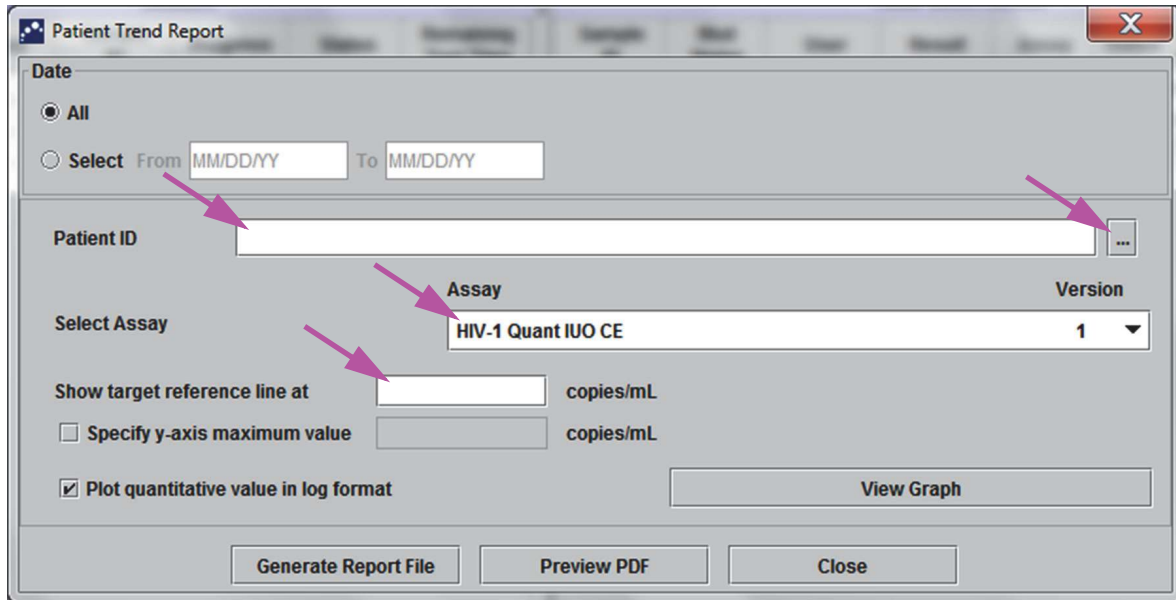 Patient Trend Report
Date
All
Select From MM/DD/YY To MM/DD/YY
Patient ID ...
Assay Version
Select Assay HIV-1 Quant IUO CE 1
Show target reference line at copies/mL
Specify y-axis maximum value copies/mL
Plot quantitative value in log format View Graph
Generate Report File Preview PDF Close